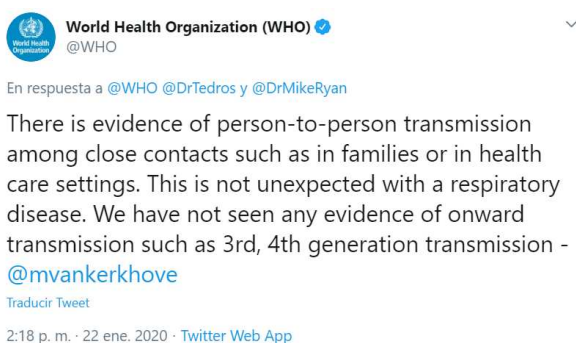 World Health Organization
World Health Organization (WHO)
@WHO
En respuesta a @WHO @DrTedros y @DrMikeRyan
There is evidence of person-to-person transmission
among close contacts such as in families or in health
care settings. This is not unexpected with a respiratory
disease. We have not seen any evidence of onward
transmission such as 3rd, 4th generation transmission -
@mvankerkhove
Traducir Tweet
2:18 p. m. · 22 ene. 2020 · Twitter Web App